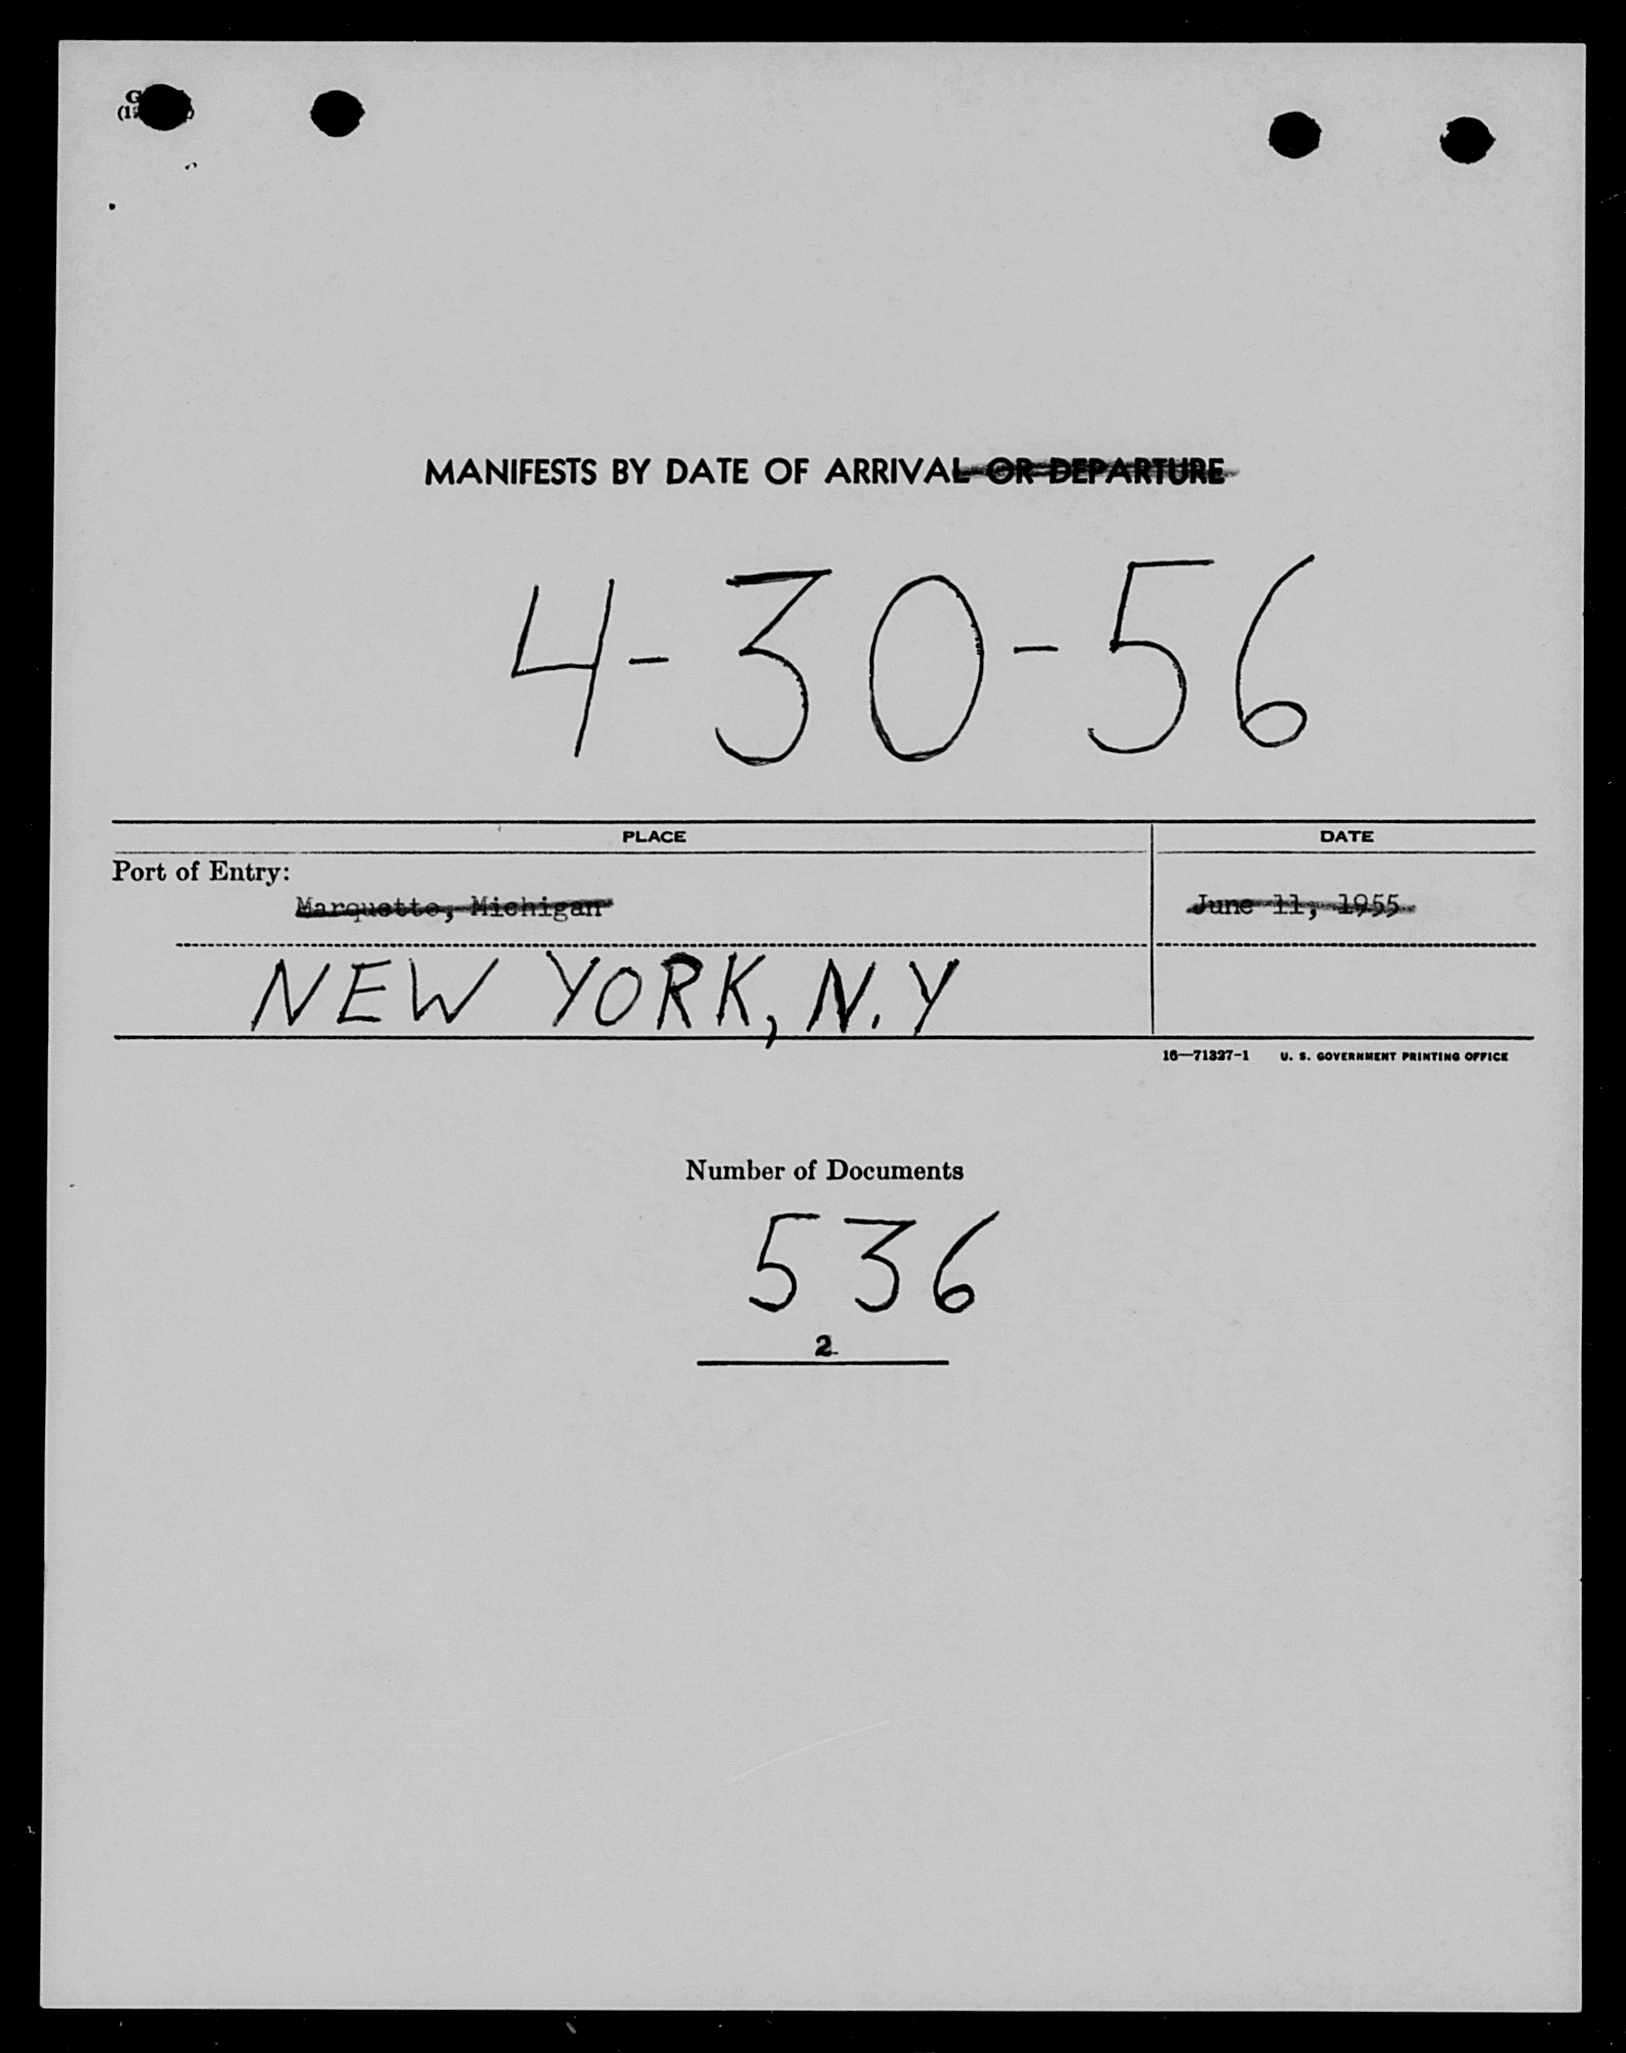 MANIFESTS BY DATE OF ARRIVAL OR DEPARTURE
4-30-56
PLACE DATE
Port of Entry:
Marquette, Michigan June 11, 1955
NEW YORK, N.Y
16—71327-1 U. S. GOVERNMENT PRINTING OFFICE
Number of Documents
536
2